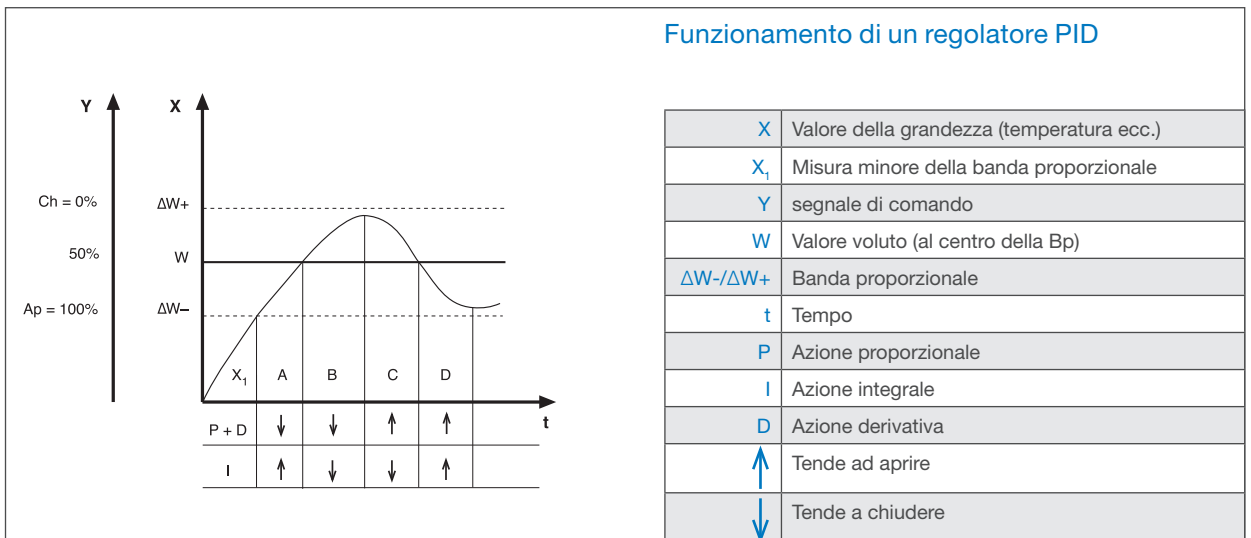 Funzionamento di un regolatore PID
Y X
Ch = 0% ΔW+
50% W
Ap = 100% ΔW–
X₁ A B C D
t
P + D ↓ ↓ ↑ ↑
I ↑ ↓ ↓ ↑
X Valore della grandezza (temperatura ecc.)
X₁ Misura minore della banda proporzionale
Y segnale di comando
W Valore voluto (al centro della Bp)
ΔW-/ΔW+ Banda proporzionale
t Tempo
P Azione proporzionale
I Azione integrale
D Azione derivativa
↑ Tende ad aprire
↓ Tende a chiudere